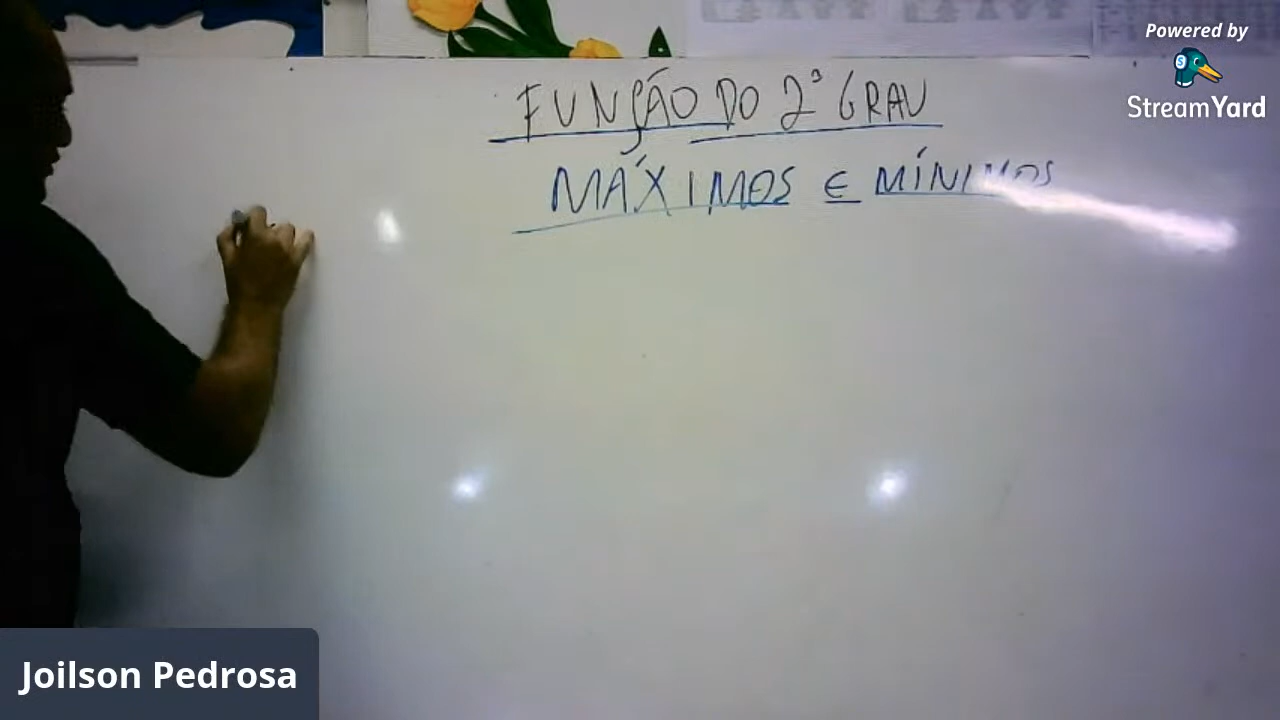 Powered by
StreamYard
FUNÇÃO DO 2º GRAU
MÁXIMOS E MÍNIMOS
Joilson Pedrosa